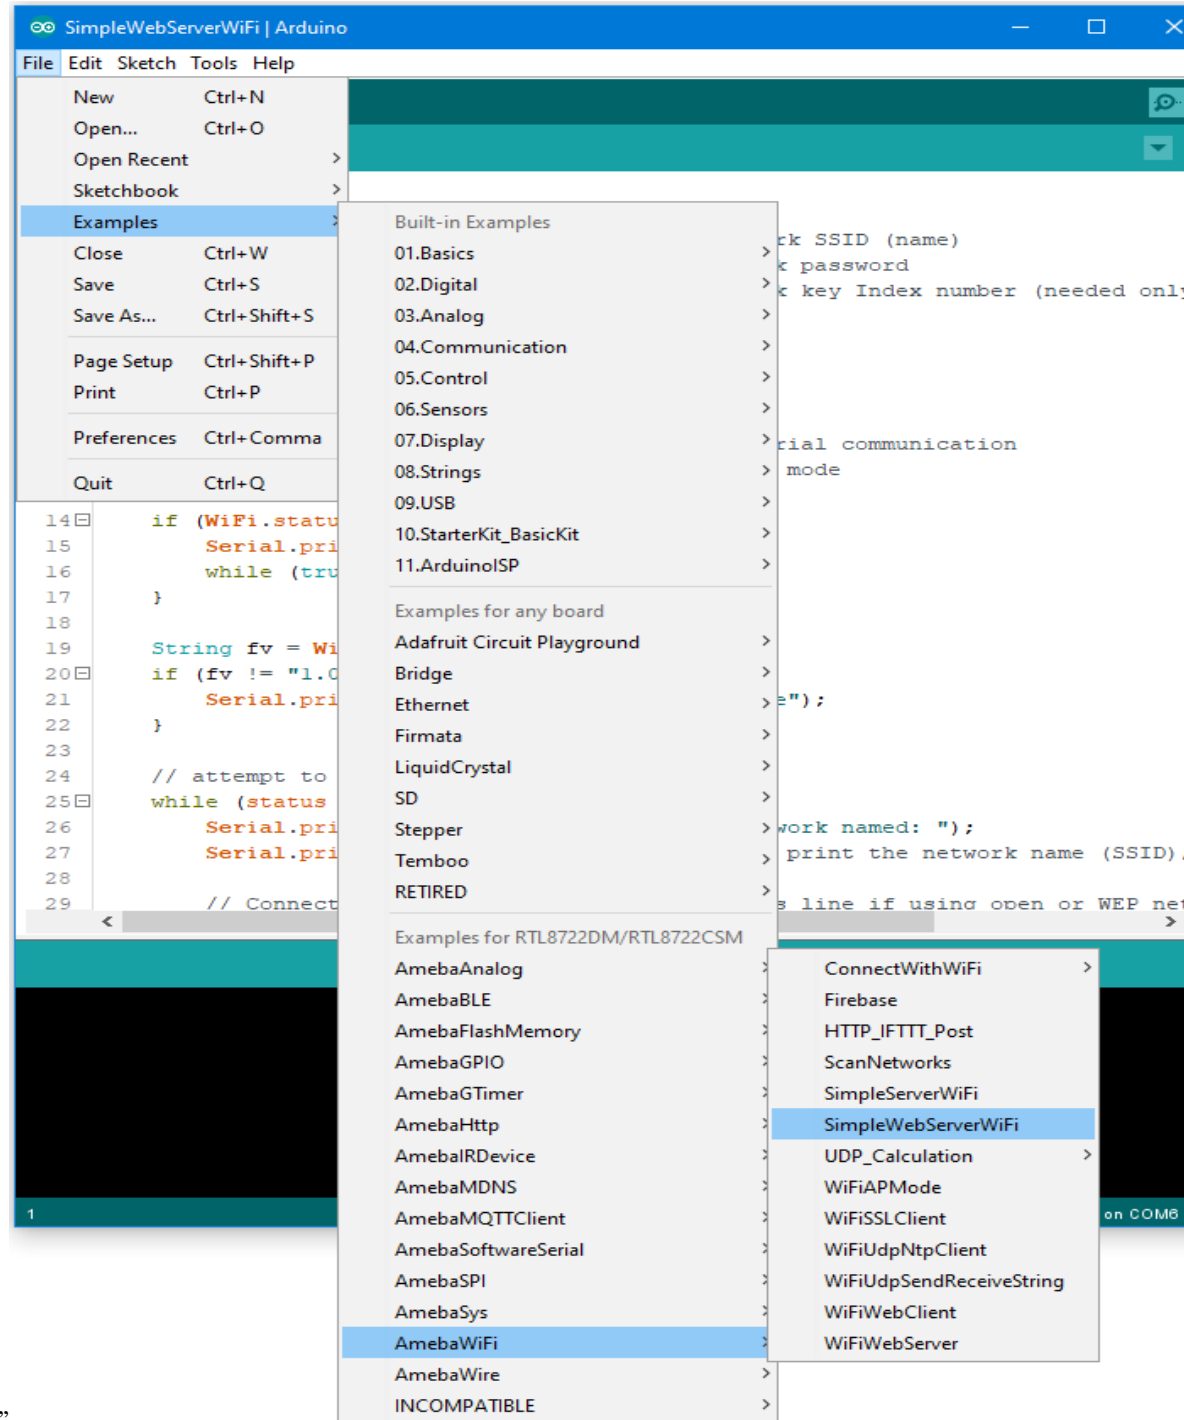 SimpleWebServerWiFi | Arduino
File Edit Sketch Tools Help
New Ctrl+N
Open... Ctrl+O
Open Recent
Sketchbook
Examples
Close Ctrl+W
Save Ctrl+S
Save As... Ctrl+Shift+S
Page Setup Ctrl+Shift+P
Print Ctrl+P
Preferences Ctrl+Comma
Quit Ctrl+Q
Built-in Examples
01.Basics
02.Digital
03.Analog
04.Communication
05.Control
06.Sensors
07.Display
08.Strings
09.USB
10.StarterKit_BasicKit
11.ArduinoISP
Examples for any board
Adafruit Circuit Playground
Bridge
Ethernet
Firmata
LiquidCrystal
SD
Stepper
Temboo
RETIRED
Examples for RTL8722DM/RTL8722CSM
AmebaAnalog
AmebaBLE
AmebaFlashMemory
AmebaGPIO
AmebaGTimer
AmebaHttp
AmebaIRDevice
AmebaMDNS
AmebaMQTTClient
AmebaSoftwareSerial
AmebaSPI
AmebaSys
AmebaWiFi
AmebaWire
INCOMPATIBLE
ConnectWithWiFi
Firebase
HTTP_IFTTT_Post
ScanNetworks
SimpleServerWiFi
SimpleWebServerWiFi
UDP_Calculation
WiFiAPMode
WiFiSSLClient
WiFiUdpNtpClient
WiFiUdpSendReceiveString
WiFiWebClient
WiFiWebServer
rk SSID (name)
k password
k key Index number (needed only
rial communication
mode
14 if (WiFi.statu
15 Serial.pri
16 while (tru
17 }
18
19 String fv = Wi
20 if (fv != "1.0
21 Serial.pri e");
22 }
23
24 // attempt to
25 while (status
26 Serial.pri work named: ");
27 Serial.pri print the network name (SSID)
28
29 // Connect s line if using open or WEP net
1 on COM6
”